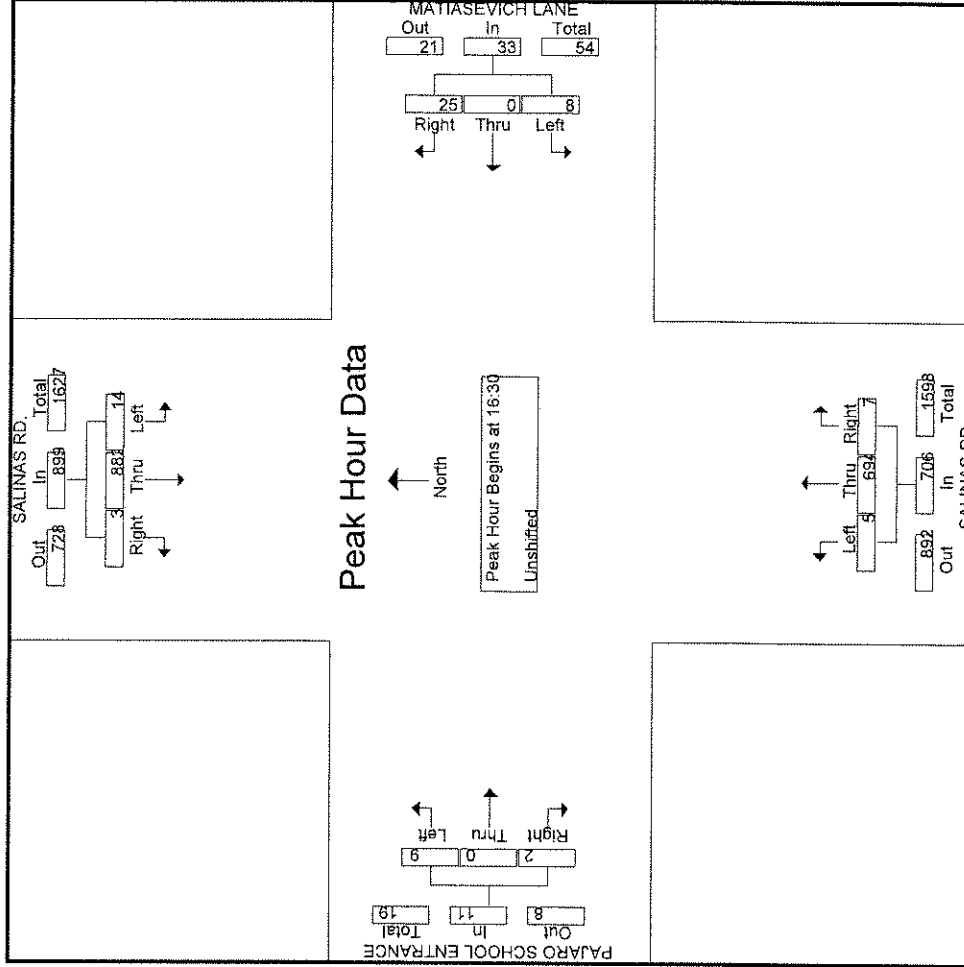 MATIASEVICH LANE
Out In Total
21 33 54
25 0 8
Right Thru Left
SALINAS RD.
Out In Total
728 899 1627
3 882 14
Right Thru Left
Peak Hour Data
North
Peak Hour Begins at 16:30
Unshifted
Left Thru Right
5 694 7
892 706 1598
Out In Total
SALINAS RD.
Left Thru Right
9 0 2
19 11 8
Total In Out
PAJARO SCHOOL ENTRANCE